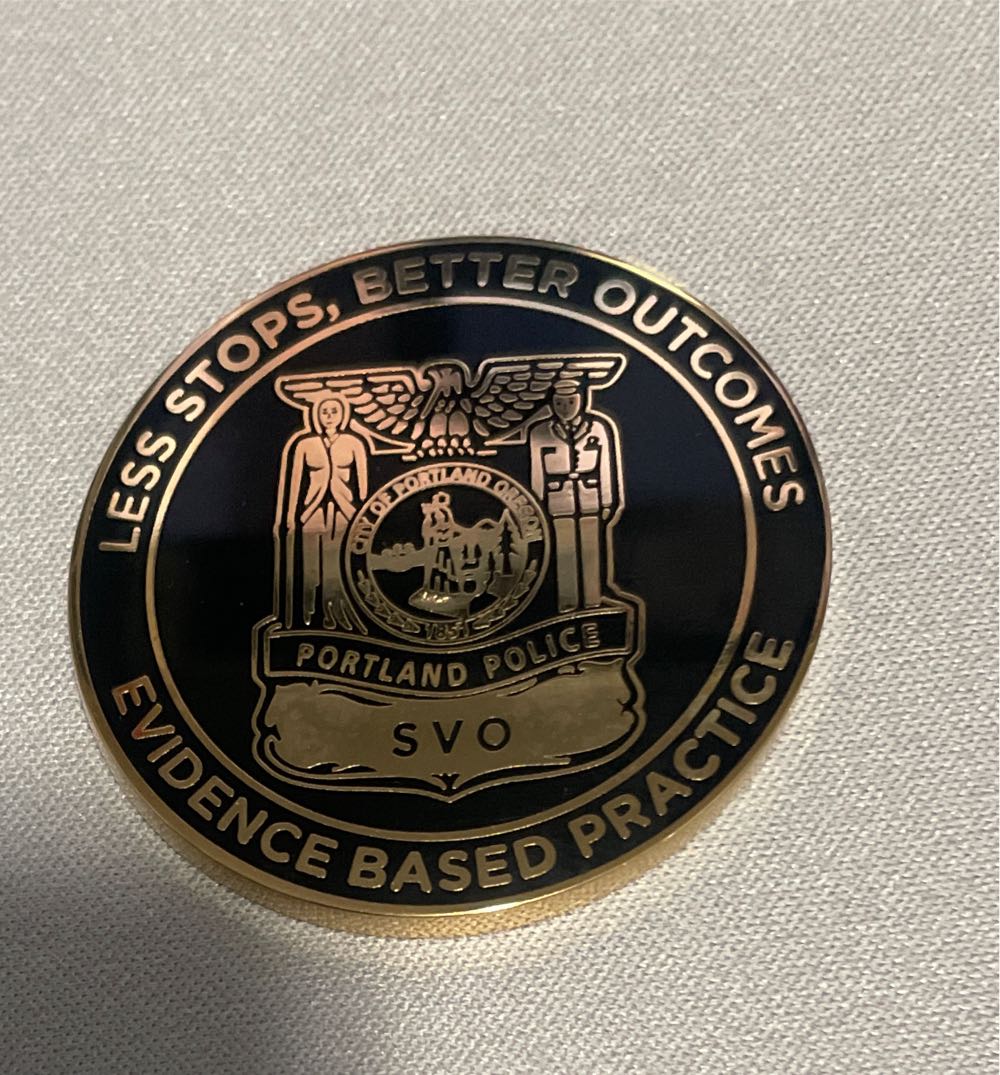 LESS STOPS, BETTER OUTCOMES
CITY OF PORTLAND OREGON
1851
PORTLAND POLICE
SVO
EVIDENCE BASED PRACTICE